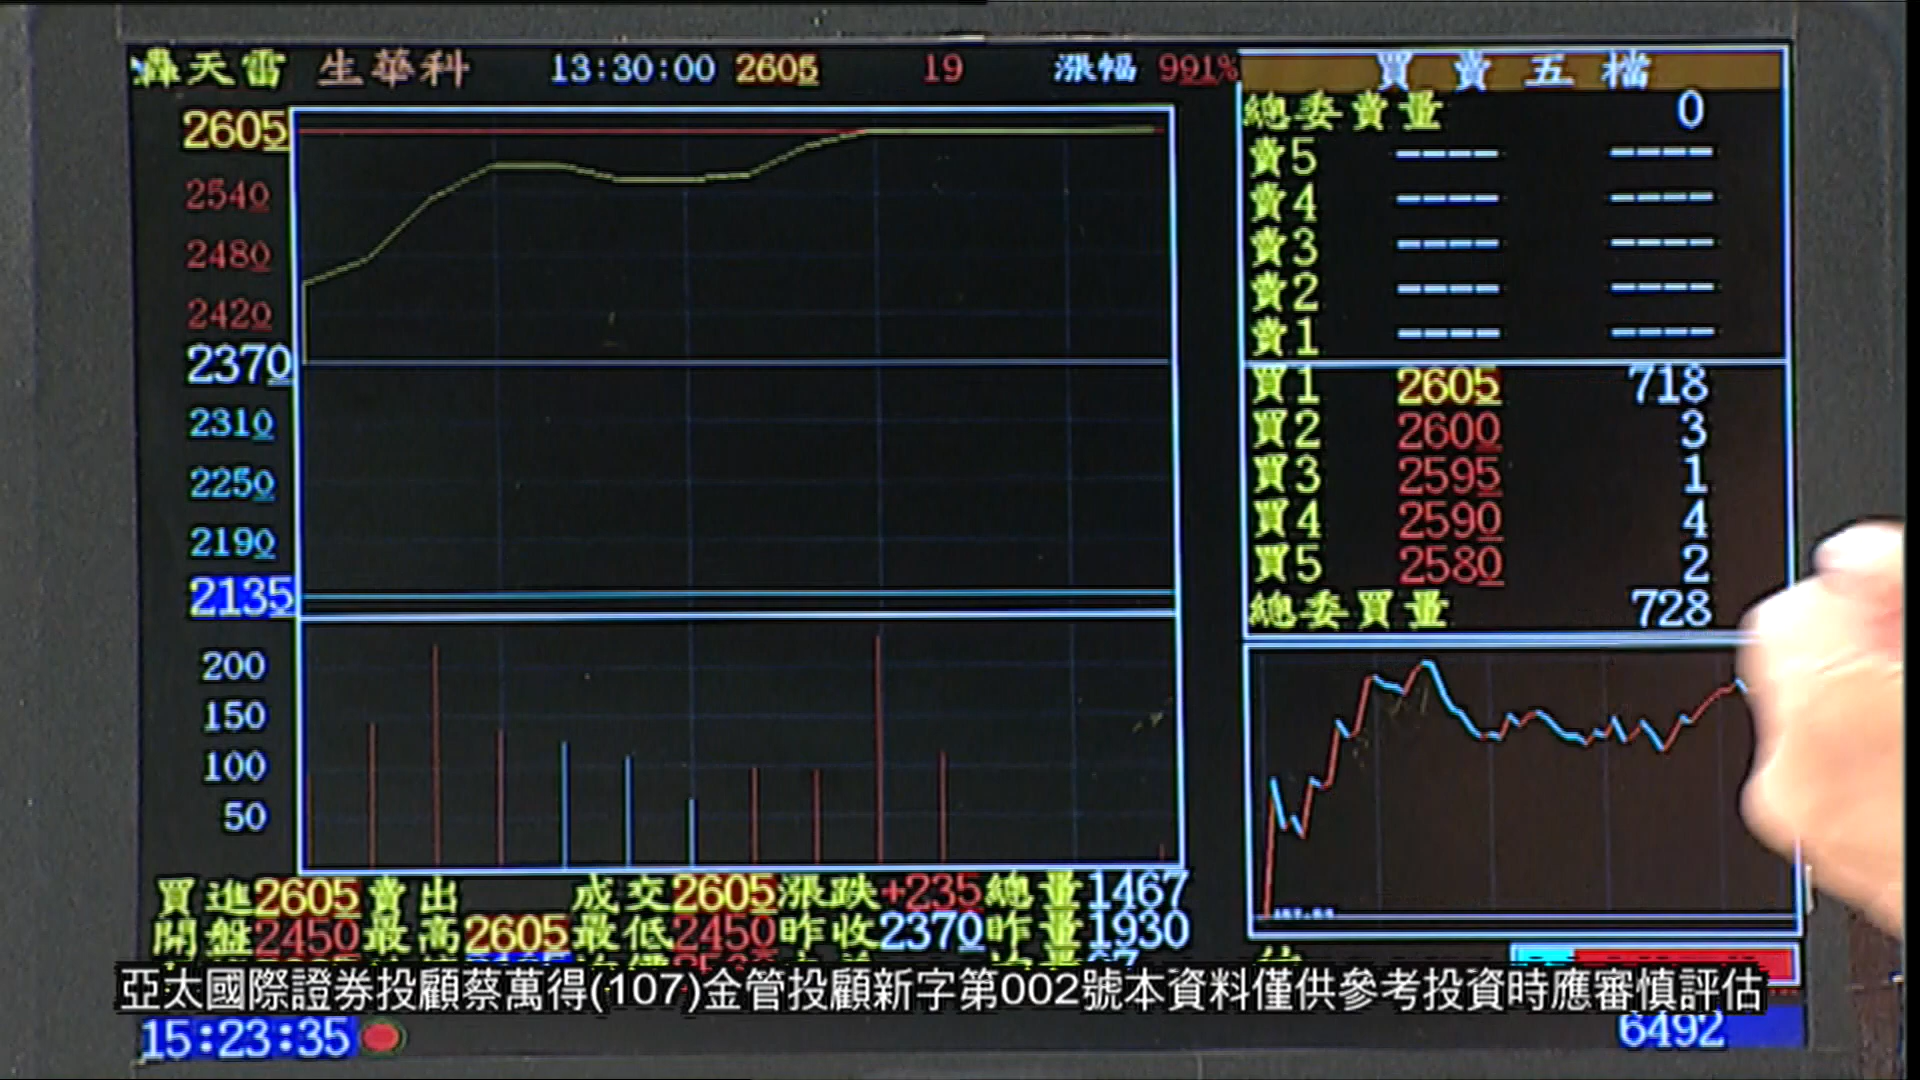 轟天雷 生華科 13:30:00 2605 19 漲幅 991%
買賣五檔
2605
2540
2480
2420
2370
2310
2250
2190
2135
200
150
100
50
總委賣量 0
賣5 ---- ----
賣4 ---- ----
賣3 ---- ----
賣2 ---- ----
賣1 ---- ----
買1 2605 718
買2 2600 3
買3 2595 1
買4 2590 4
買5 2580 2
總委買量 728
買進2605賣出 成交2605漲跌+235總量1467
開盤2450最高2605最低2450昨收2370昨量1930
亞太國際證券投顧蔡萬得(107)金管投顧新字第002號本資料僅供參考投資時應審慎評估
15:23:35 6492